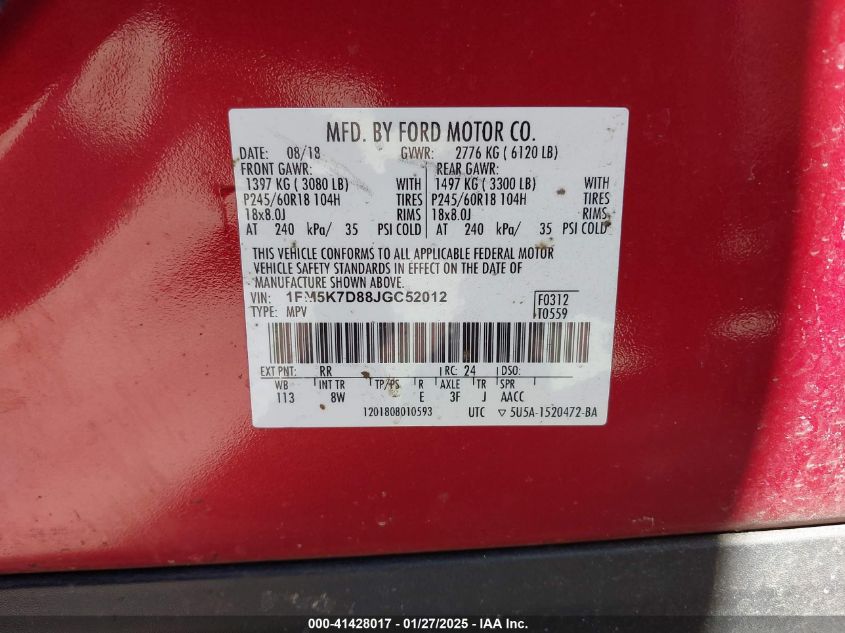 MFD. BY FORD MOTOR CO.
DATE: 08/18 GVWR: 2776 KG ( 6120 LB)
FRONT GAWR: REAR GAWR:
1397 KG ( 3080 LB) WITH 1497 KG ( 3300 LB) WITH
P245/60R18 104H TIRES P245/60R18 104H TIRES
18x8.0J RIMS 18x8.0J RIMS
AT 240 kPa/ 35 PSI COLD AT 240 kPa/ 35 PSI COLD
THIS VEHICLE CONFORMS TO ALL APPLICABLE FEDERAL MOTOR
VEHICLE SAFETY STANDARDS IN EFFECT ON THE DATE OF
MANUFACTURE SHOWN ABOVE.
VIN: 1FM5K7D88JGC52012 F0312
TYPE: MPV T0559
EXT PNT: RR RC: 24 DSO:
WB INT TR TP/PS R AXLE TR SPR
113 8W E 3F J AACC
1201808010593 UTC ▽ 5U5A-1520472-BA
000-41428017 - 01/27/2025 - IAA Inc.